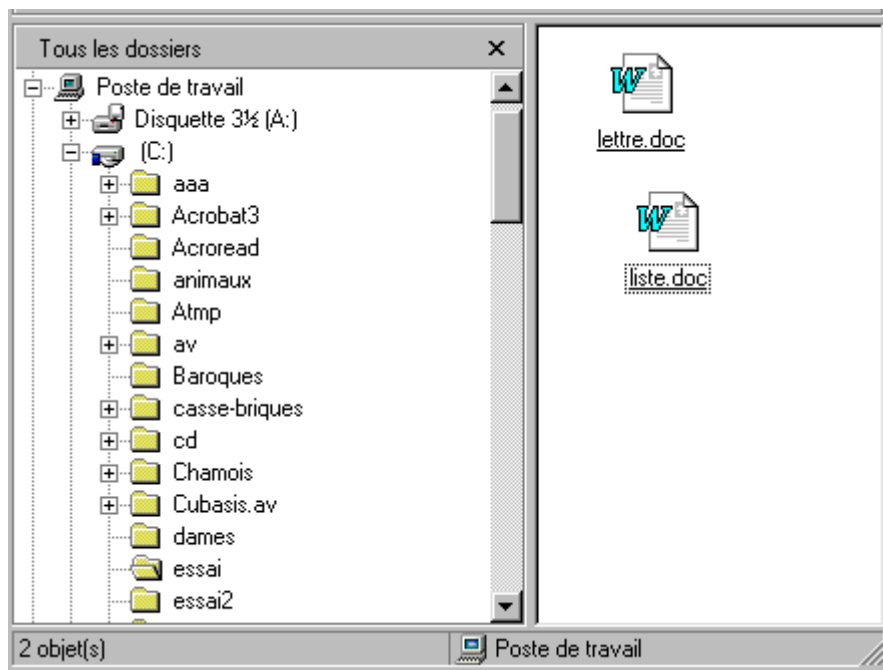 Tous les dossiers
Poste de travail
Disquette 3½ (A:)
(C:)
aaa
Acrobat3
Acroread
animaux
Atmp
av
Baroques
casse-briques
cd
Chamois
Cubasis.av
dames
essai
essai2
lettre.doc
liste.doc
2 objet(s)
Poste de travail